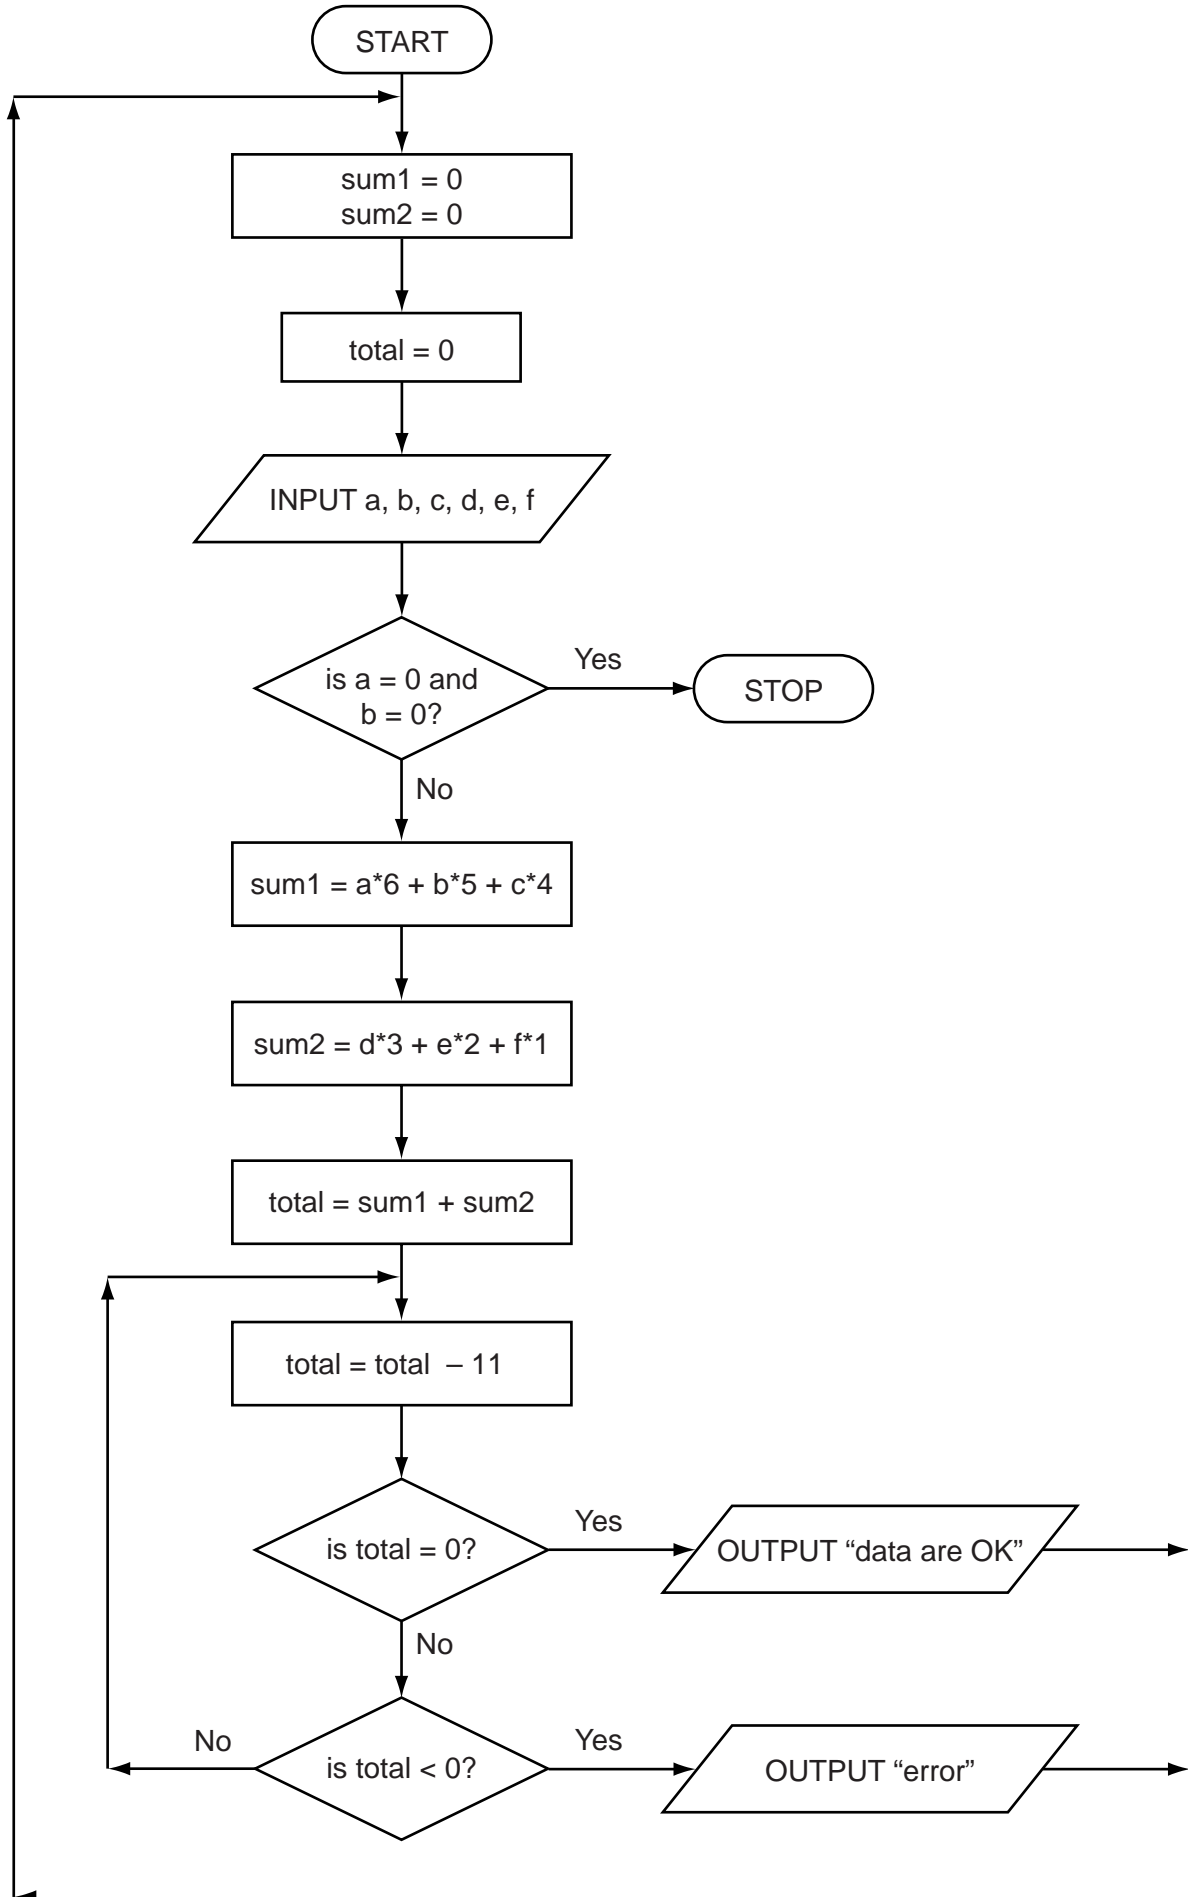 START
sum1 = 0
sum2 = 0
total = 0
INPUT a, b, c, d, e, f
is a = 0 and
b = 0?
Yes
STOP
No
sum1 = a*6 + b*5 + c*4
sum2 = d*3 + e*2 + f*1
total = sum1 + sum2
total = total – 11
is total = 0?
Yes
OUTPUT “data are OK”
No
is total < 0?
No
Yes
OUTPUT “error”